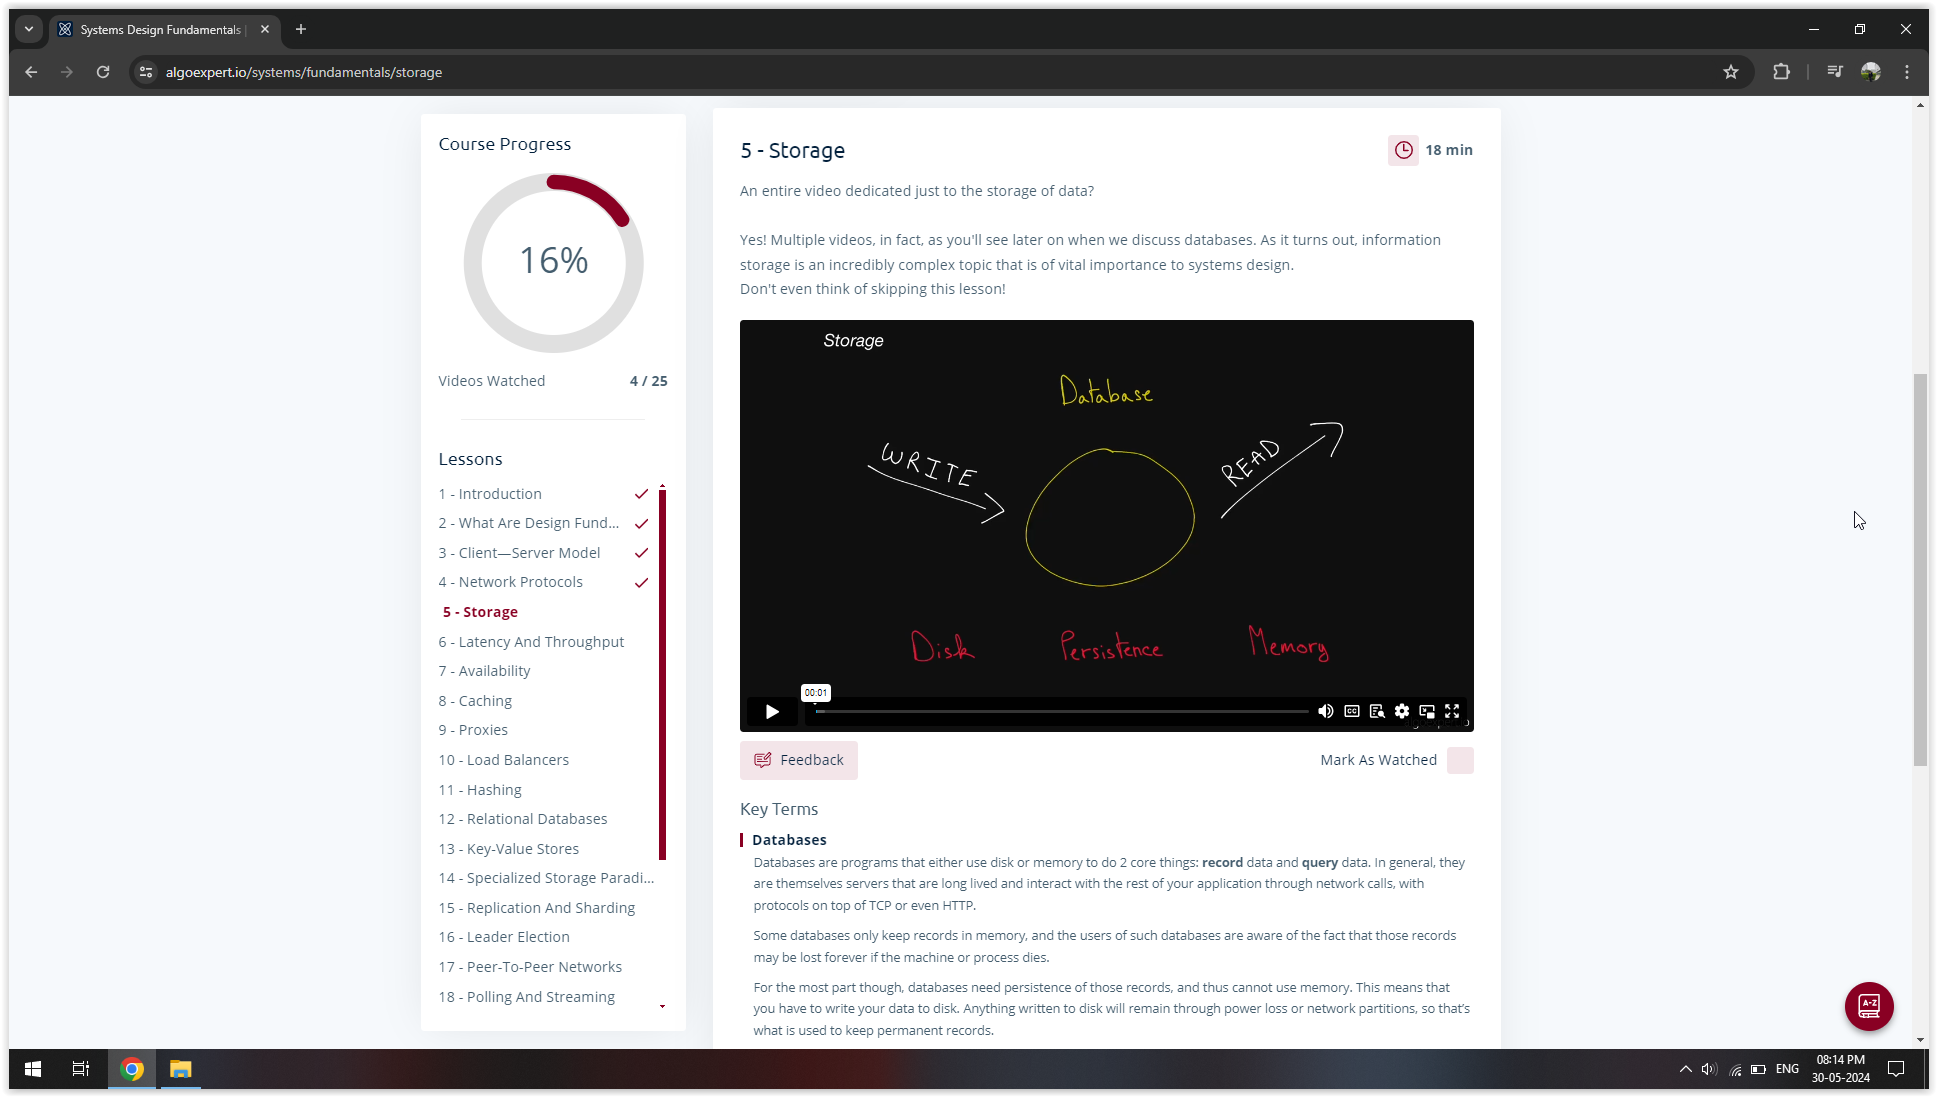 Systems Design Fundamentals |
algoexpert.io/systems/fundamentals/storage
Course Progress
16%
Videos Watched 4 / 25
Lessons
1 - Introduction
2 - What Are Design Fund...
3 - Client—Server Model
4 - Network Protocols
5 - Storage
6 - Latency And Throughput
7 - Availability
8 - Caching
9 - Proxies
10 - Load Balancers
11 - Hashing
12 - Relational Databases
13 - Key-Value Stores
14 - Specialized Storage Paradi...
15 - Replication And Sharding
16 - Leader Election
17 - Peer-To-Peer Networks
18 - Polling And Streaming
5 - Storage
18 min
An entire video dedicated just to the storage of data?
Yes! Multiple videos, in fact, as you'll see later on when we discuss databases. As it turns out, information
storage is an incredibly complex topic that is of vital importance to systems design.
Don't even think of skipping this lesson!
Storage
Database
WRITE
READ
Disk Persistence Memory
00:01
CC
Feedback
Mark As Watched
Key Terms
Databases
Databases are programs that either use disk or memory to do 2 core things: record data and query data. In general, they
are themselves servers that are long lived and interact with the rest of your application through network calls, with
protocols on top of TCP or even HTTP.
Some databases only keep records in memory, and the users of such databases are aware of the fact that those records
may be lost forever if the machine or process dies.
For the most part though, databases need persistence of those records, and thus cannot use memory. This means that
you have to write your data to disk. Anything written to disk will remain through power loss or network partitions, so that's
what is used to keep permanent records.
A-Z
ENG
08:14 PM
30-05-2024